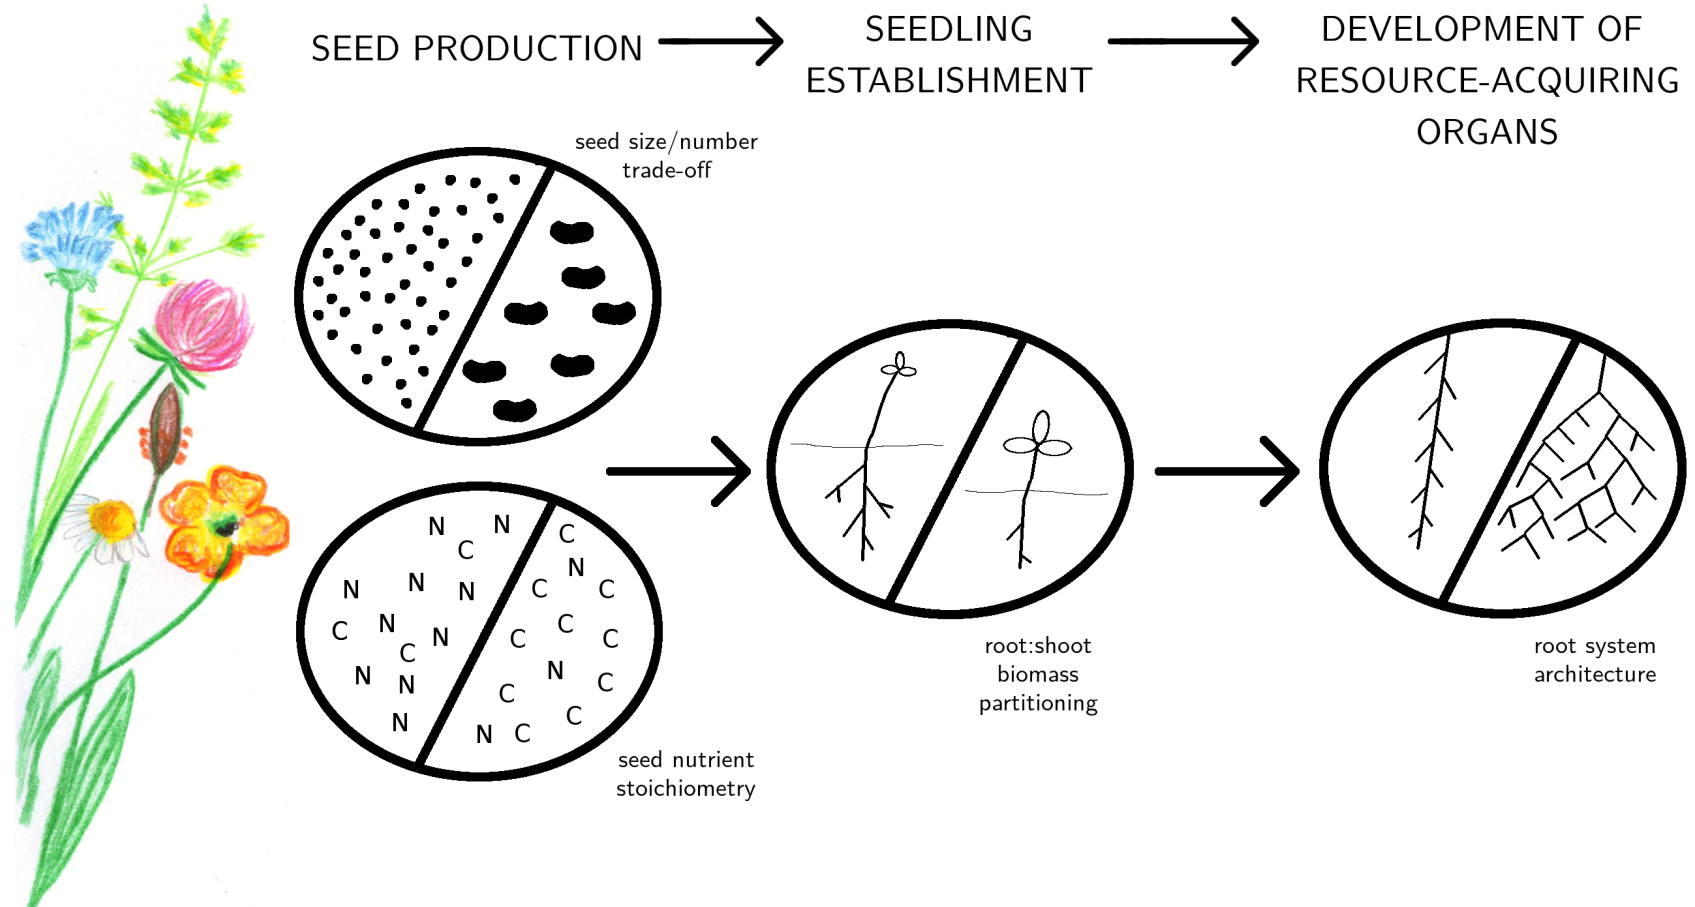 SEED PRODUCTION
SEEDLING
ESTABLISHMENT
DEVELOPMENT OF
RESOURCE-ACQUIRING
ORGANS
seed size/number
trade-off
N N
C
C
N
N N C C
N
C N N C C C
C
N N N C
C
N C
N C
seed nutrient
stoichiometry
root:shoot
biomass
partitioning
root system
architecture